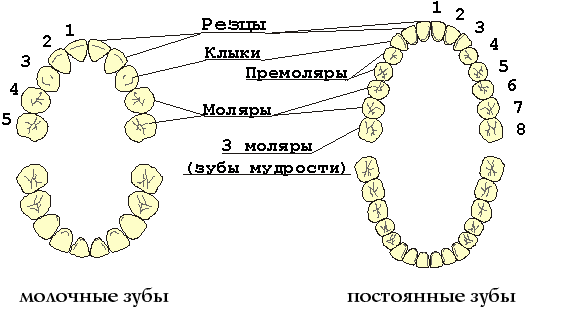 Резцы
Клыки
Премоляры
Моляры
3 моляры
(зубы мудрости)
1
2
3
4
5
1
2
3
4
5
6
7
8
молочные зубы
постоянные зубы